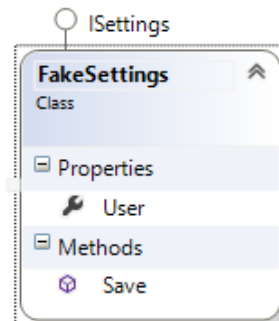 ISettings
FakeSettings
Class
Properties
User
Methods
Save